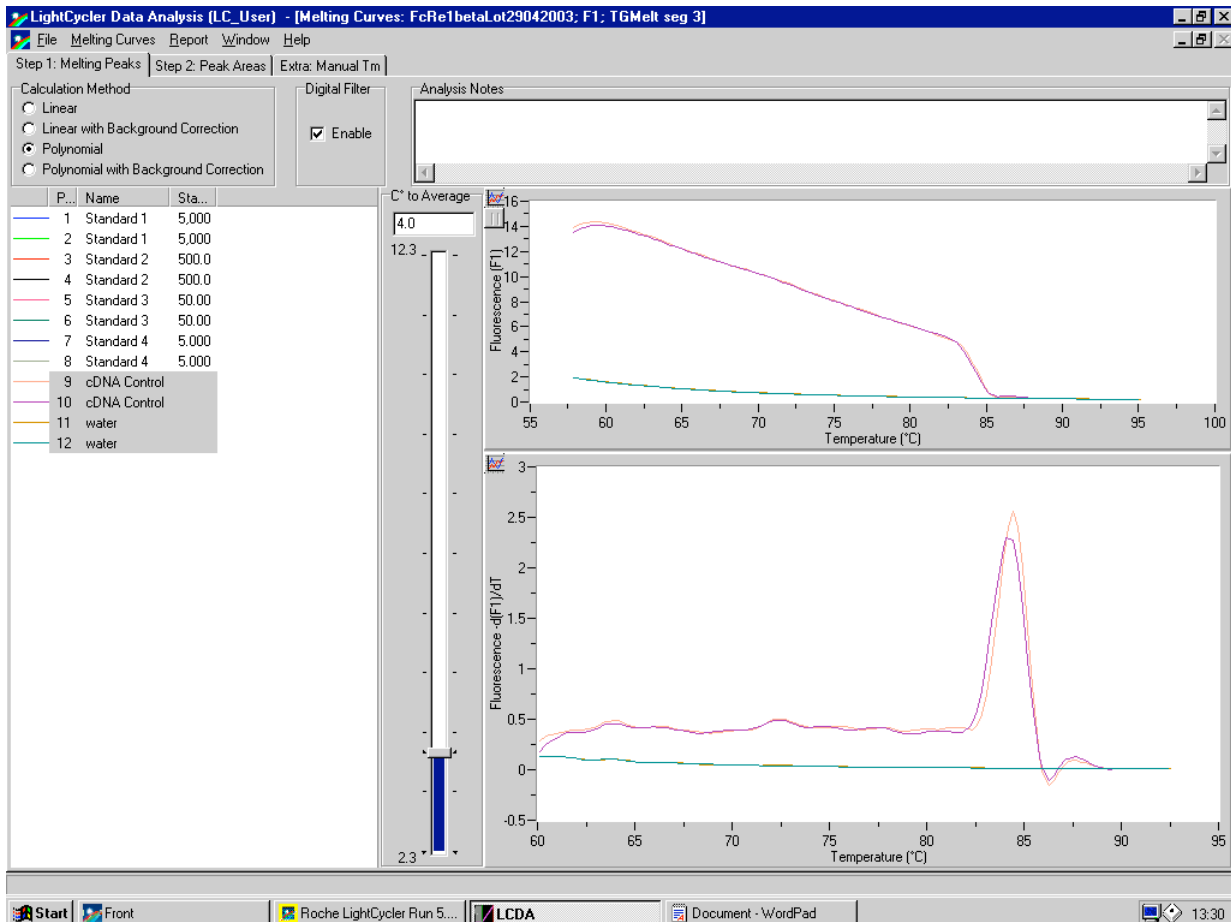 LightCycler Data Analysis (LC_User) - [Melting Curves: FcRe1betaLot29042003; F1; TGMelt seg 3]
File Melting Curves Report Window Help
Step 1: Melting Peaks Step 2: Peak Areas Extra: Manual Tm
Calculation Method
Linear
Linear with Background Correction
Polynomial
Polynomial with Background Correction
Digital Filter
Enable
Analysis Notes
P... Name Sta...
1 Standard 1 5,000
2 Standard 1 5,000
3 Standard 2 500.0
4 Standard 2 500.0
5 Standard 3 50.00
6 Standard 3 50.00
7 Standard 4 5.000
8 Standard 4 5.000
9 cDNA Control
10 cDNA Control
11 water
12 water
C° to Average
4.0
12.3
2.3
Fluorescence (F1)
16
14
12
10
8
6
4
2
0
55 60 65 70 75 80 85 90 95 100
Temperature (°C)
Fluorescence -d(F1)/dT
3
2.5
2
1.5
1
0.5
0
-0.5
60 65 70 75 80 85 90 95
Temperature (°C)
Start Front Roche LightCycler Run 5.... LCDA Document - WordPad 13:30